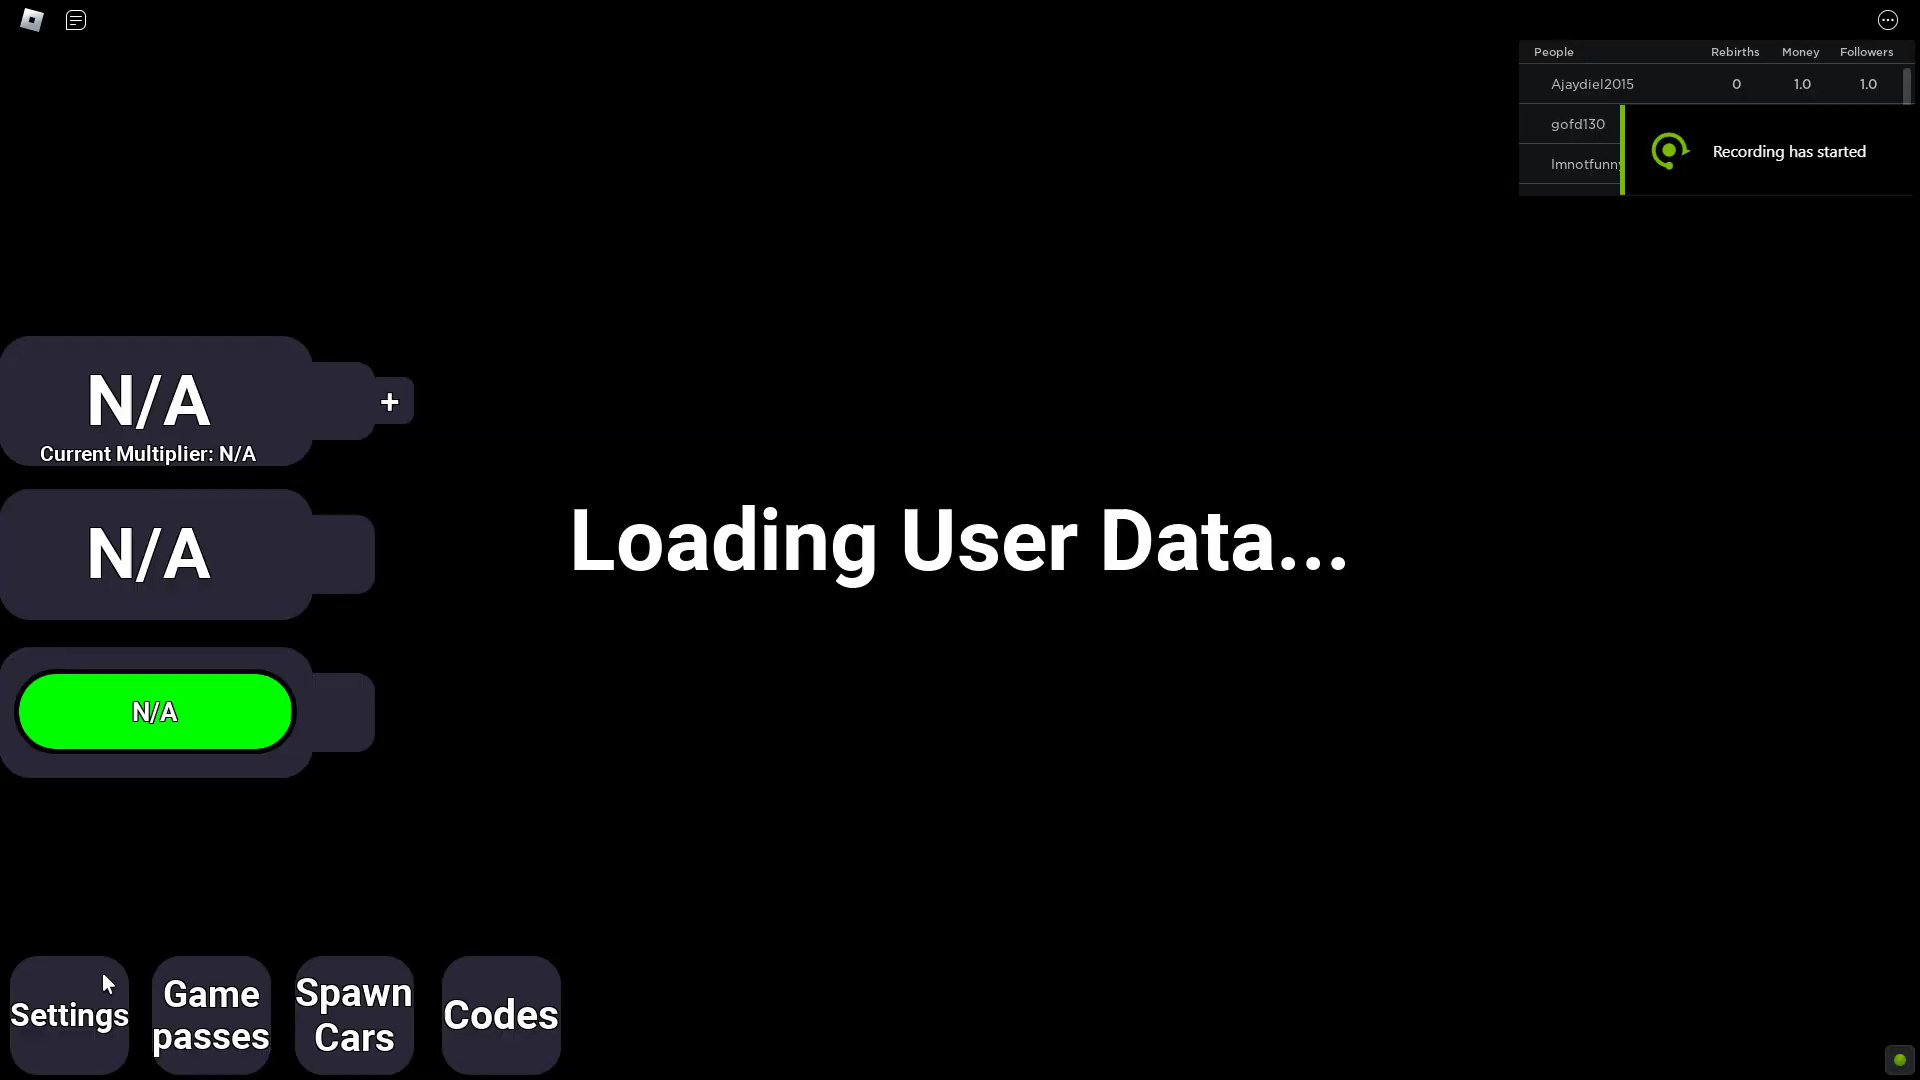 People Rebirths Money Followers
Ajaydiel2015 0 1.0 1.0
gofd130
Imnotfunny
Recording has started
N/A
+
Current Multiplier: N/A
N/A
Loading User Data...
N/A
Settings
Game
passes
Spawn
Cars
Codes